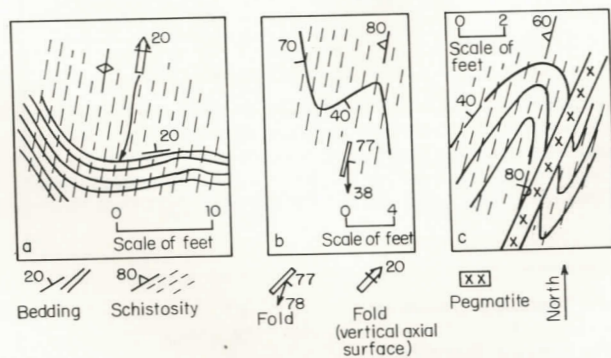 20
20
0 10
Scale of feet
a
80
70
40
77
38
0 4
Scale of feet
b
0 2
Scale of
feet
60
40
80
x x x x x x x
c
20
Bedding
80
Schistosity
77
78
Fold
20
Fold
(vertical axial
surface)
xx
Pegmatite
North